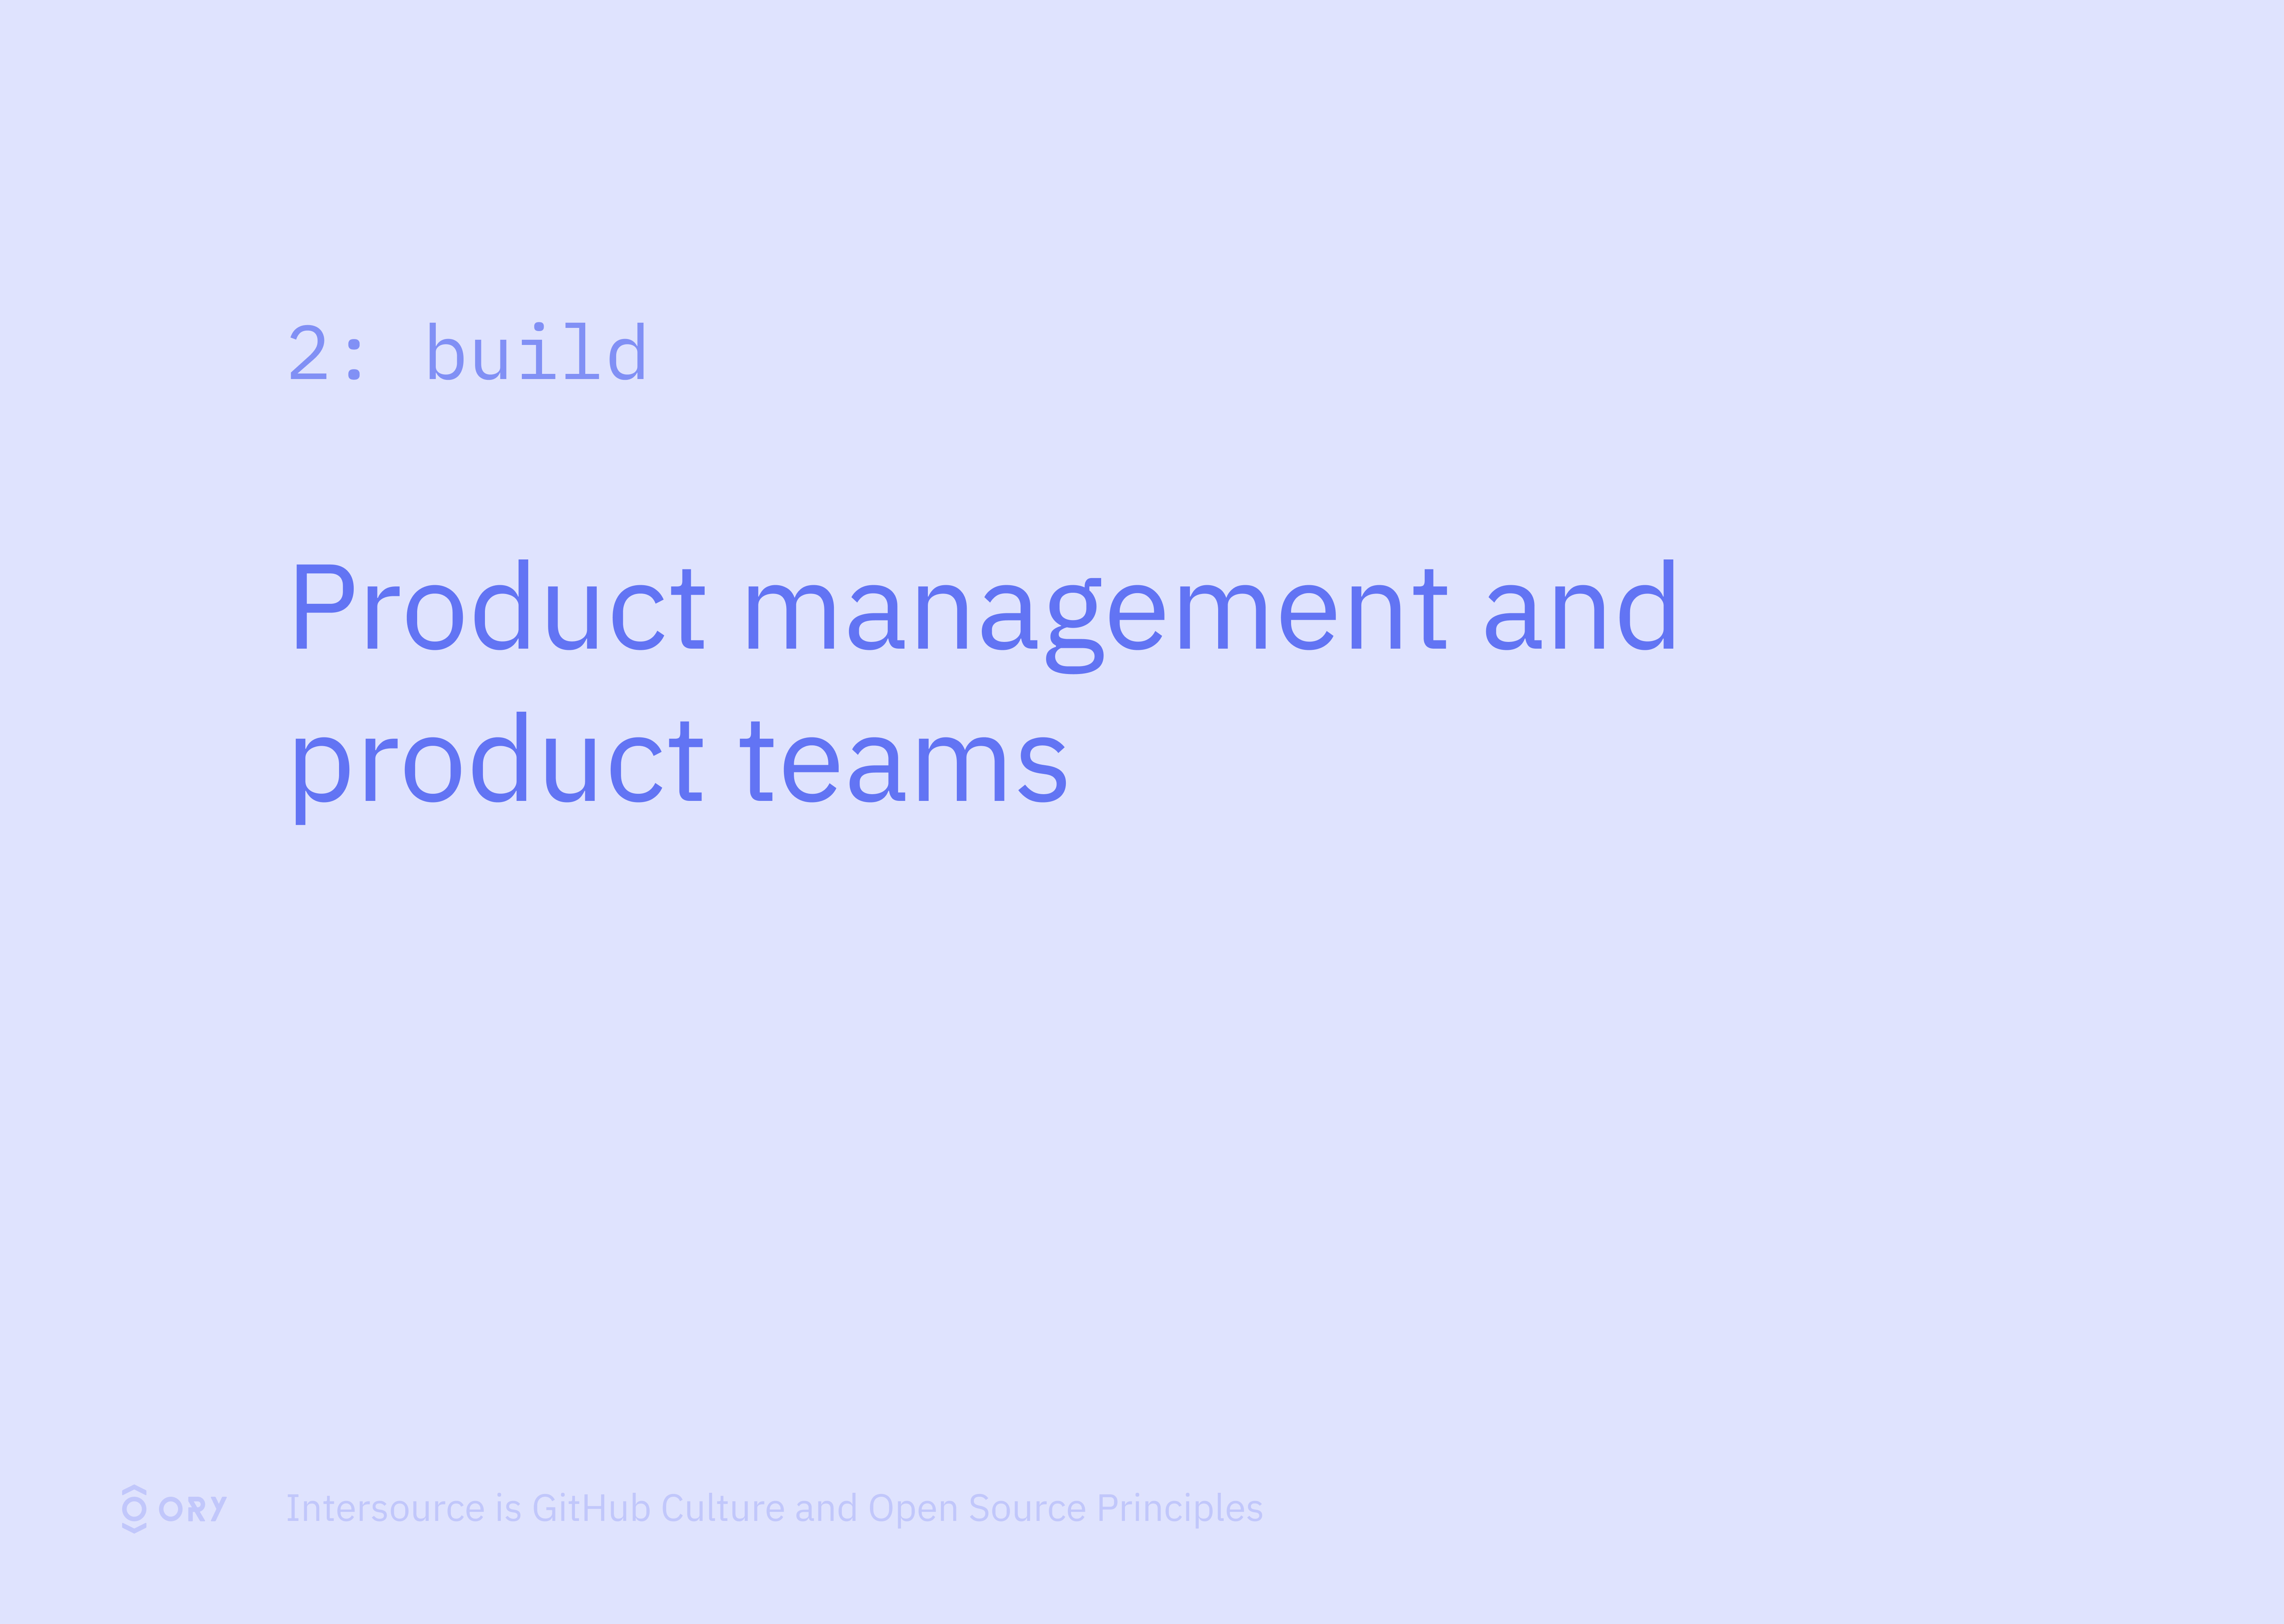 2: build
Product management and
product teams
ORY
Intersource is GitHub Culture and Open Source Principles